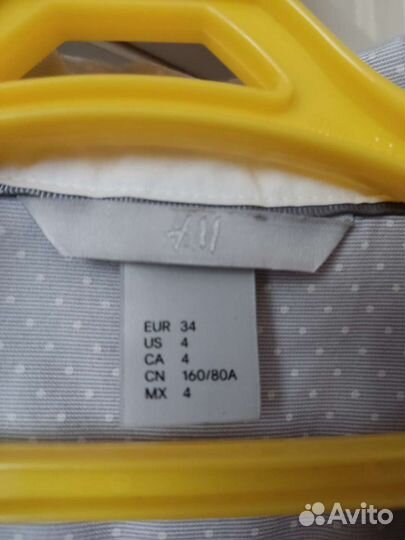 H&M
EUR 34
US 4
CA 4
CN 160/80A
MX 4
Avito